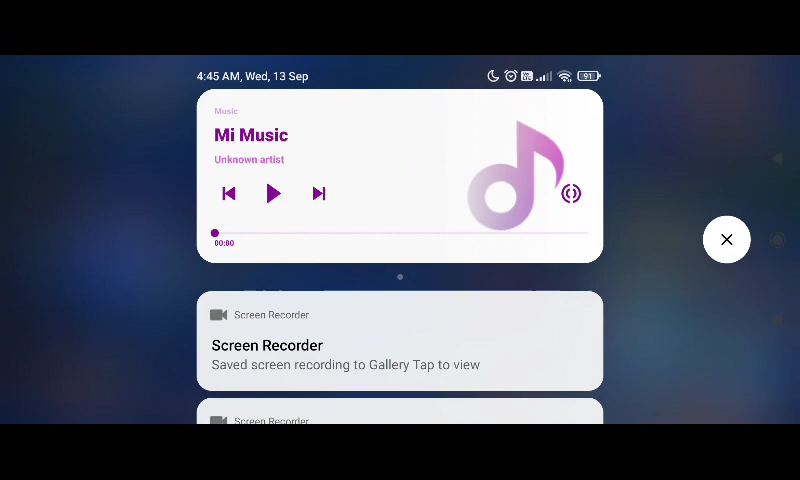 4:45 AM, Wed, 13 Sep
91
Music
Mi Music
Unknown artist
00:00
Screen Recorder
Screen Recorder
Saved screen recording to Gallery Tap to view
Screen Recorder